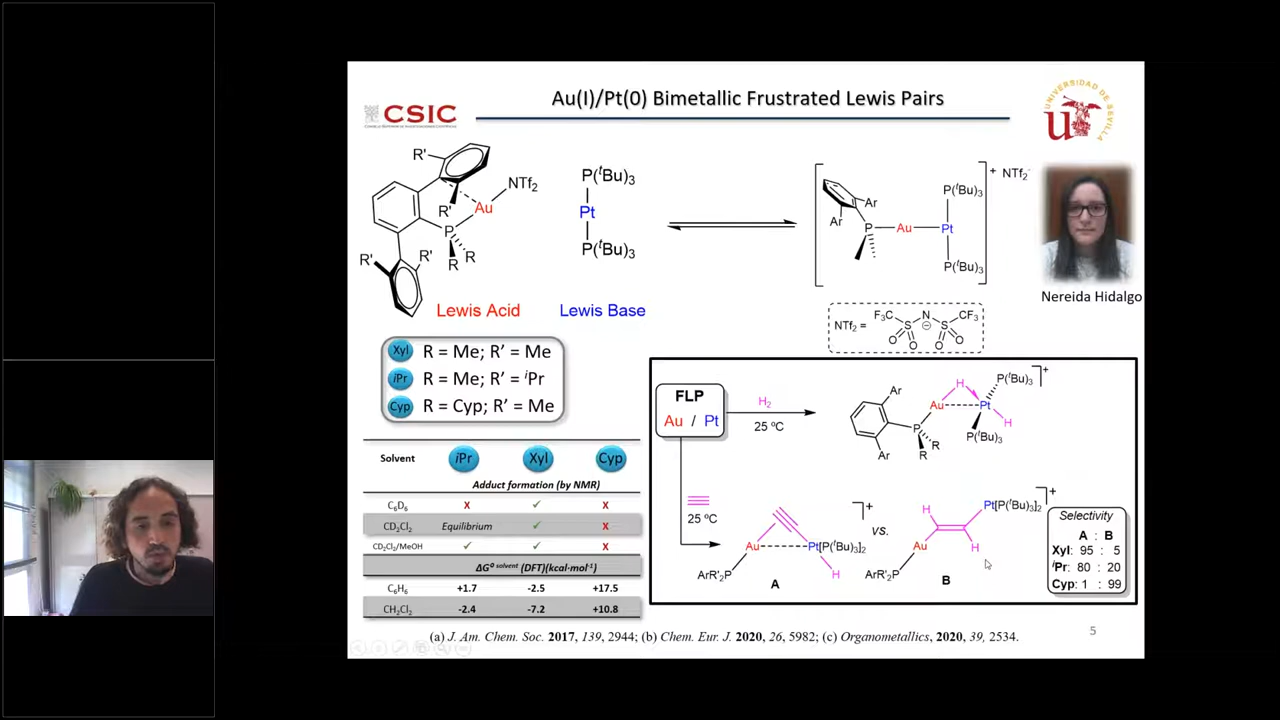 Au(I)/Pt(0) Bimetallic Frustrated Lewis Pairs
CSIC
UNIVERSIDAD DE SEVILLA
R'
R'
NTf2
Au
P
R'
R'
R
R
P(tBu)3
Pt
P(tBu)3
Lewis Acid
Lewis Base
Ar
Ar
P
Au
Pt
P(tBu)3
P(tBu)3
+ NTf2-
Nereida Hidalgo
NTf2 =
F3C
N
CF3
S
S
O
O
O
O
Xyl R = Me; R' = Me
iPr R = Me; R' = iPr
Cyp R = Cyp; R' = Me
Solvent iPr Xyl Cyp
Adduct formation (by NMR)
C6D6 X ✓ X
CD2Cl2 Equilibrium ✓ X
CD2Cl2/MeOH ✓ ✓ X
ΔG0 solvent (DFT)(kcal·mol-1)
C6H6 +1.7 -2.5 +17.5
CH2Cl2 -2.4 -7.2 +10.8
FLP
Au / Pt
H2
25 ºC
Ar
Au
H
Pt
P(tBu)3
+
H
P(tBu)3
P
R
R
Ar
25 ºC
Au
Pt[P(tBu)3]2
+
H
ArR'2P
A
vs.
H
Pt[P(tBu)3]2
+
Au
H
ArR'2P
B
Selectivity
A : B
Xyl: 95 : 5
iPr: 80 : 20
Cyp: 1 : 99
(a) J. Am. Chem. Soc. 2017, 139, 2944; (b) Chem. Eur. J. 2020, 26, 5982; (c) Organometallics, 2020, 39, 2534.
5